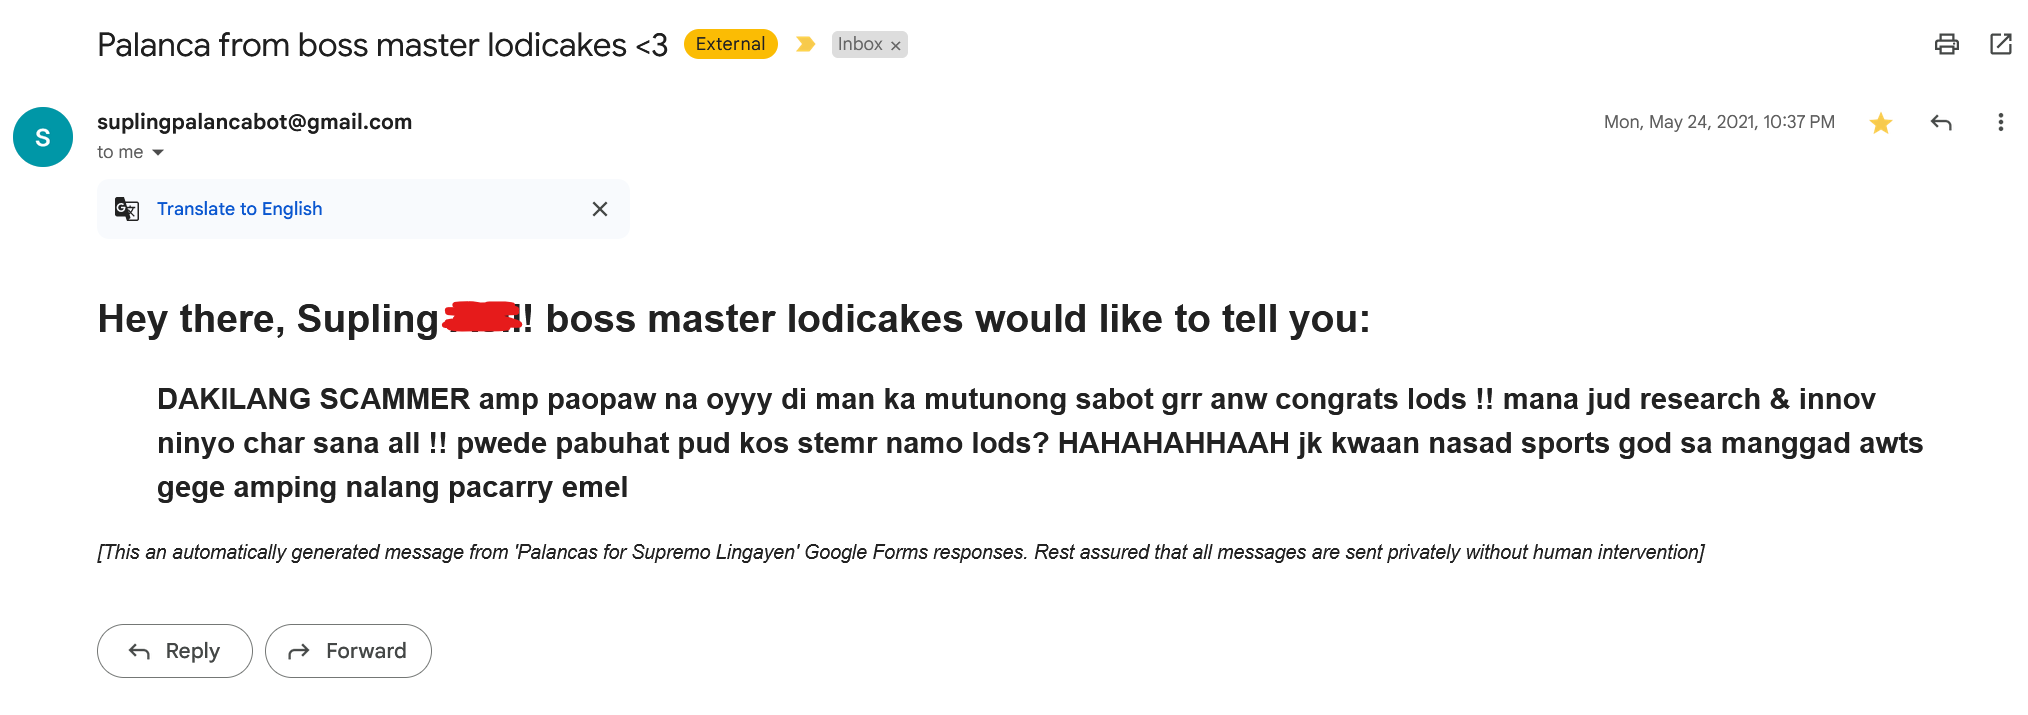 Palanca from boss master lodicakes <3 External Inbox ×
S
suplingpalancabot@gmail.com
Mon, May 24, 2021, 10:37 PM
to me
Translate to English
Hey there, Supling ! boss master lodicakes would like to tell you:
DAKILANG SCAMMER amp paopaw na oyyy di man ka mutunong sabot grr anw congrats lods !! mana jud research & innov
ninyo char sana all !! pwede pabuhat pud kos stemr namo lods? HAHAHAHHAAH jk kwaan nasad sports god sa manggad awts
gege amping nalang pacarry emel
[This an automatically generated message from 'Palancas for Supremo Lingayen' Google Forms responses. Rest assured that all messages are sent privately without human intervention]
Reply
Forward